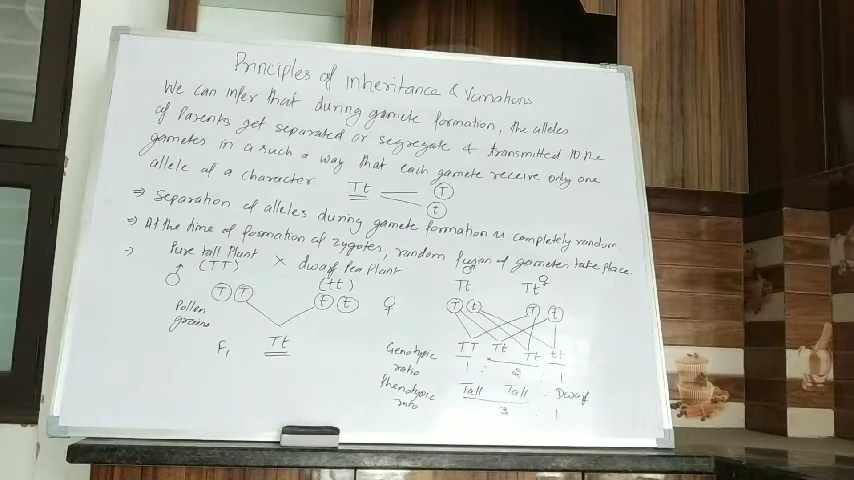 Principles of Inheritance & Variations
We can infer that during gamete formation, the alleles
of Parents get separated or segregate & transmitted to the
gametes in a such a way that each gamete receive only one
allele of a character.
Tt T
t
⇒ Separation of alleles during gamete formation is completely random.
⇒ At the time of formation of zygotes, random fusion of gametes take place.
⇒ Pure tall Plant × dwarf Pea Plant
(TT) (tt)
♂ T T t t ♀
Pollen
grains
F₁ Tt
♂ ♀
Tt Tt
T t T t
Genotypic TT Tt Tt tt
ratio 1 : 2 : 1
Phenotypic Tall Tall : Dwarf
ratio 3 : 1